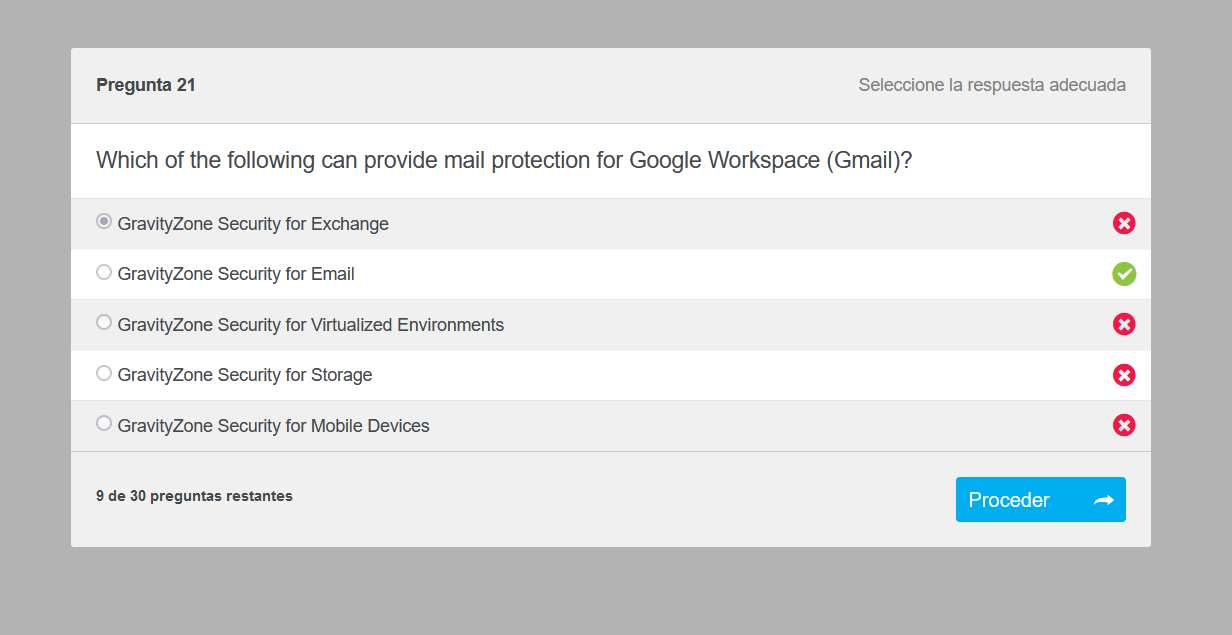 Pregunta 21
Seleccione la respuesta adecuada
Which of the following can provide mail protection for Google Workspace (Gmail)?
GravityZone Security for Exchange
GravityZone Security for Email
GravityZone Security for Virtualized Environments
GravityZone Security for Storage
GravityZone Security for Mobile Devices
9 de 30 preguntas restantes
Proceder